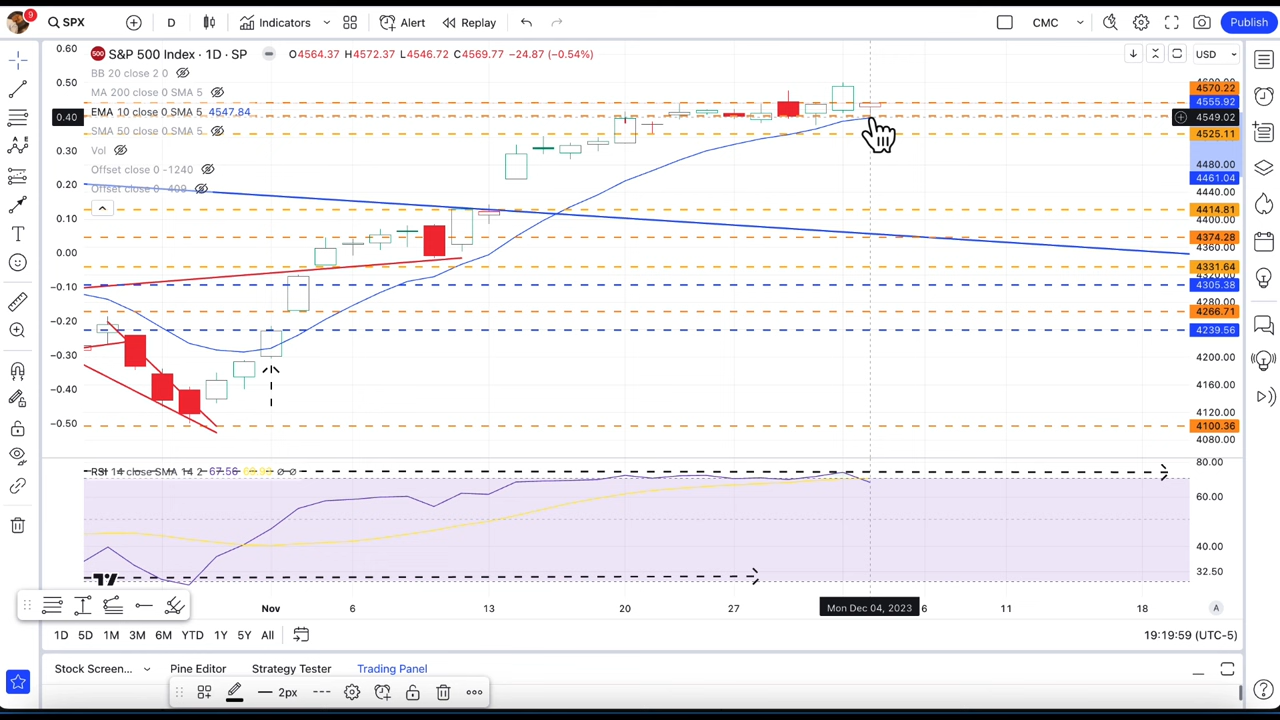 9 SPX D Indicators Alert Replay CMC Publish
500 S&P 500 Index · 1D · SP O4564.37 H4572.37 L4546.72 C4569.77 −24.87 (−0.54%) USD
BB 20 close 2 0
MA 200 close 0 SMA 5
EMA 10 close 0 SMA 5 4547.84
SMA 50 close 0 SMA 5
Vol
Offset close 0 -1240
Offset close 0 -409
0.60
0.50
0.40
0.30
0.20
0.10
0.00
−0.10
−0.20
−0.30
−0.40
−0.50
4570.22
4555.92
4549.02
4525.11
4480.00
4461.04
4440.00
4414.81
4400.00
4374.28
4360.00
4331.64
4305.38
4280.00
4266.71
4239.56
4200.00
4160.00
4120.00
4100.36
4080.00
RSI 14 close SMA 14 2 67.56
80.00
60.00
40.00
32.50
Nov 6 13 20 27 Mon Dec 04, 2023 6 11 18 A
1D 5D 1M 3M 6M YTD 1Y 5Y All 19:19:59 (UTC-5)
Stock Screen... Pine Editor Strategy Tester Trading Panel
2px